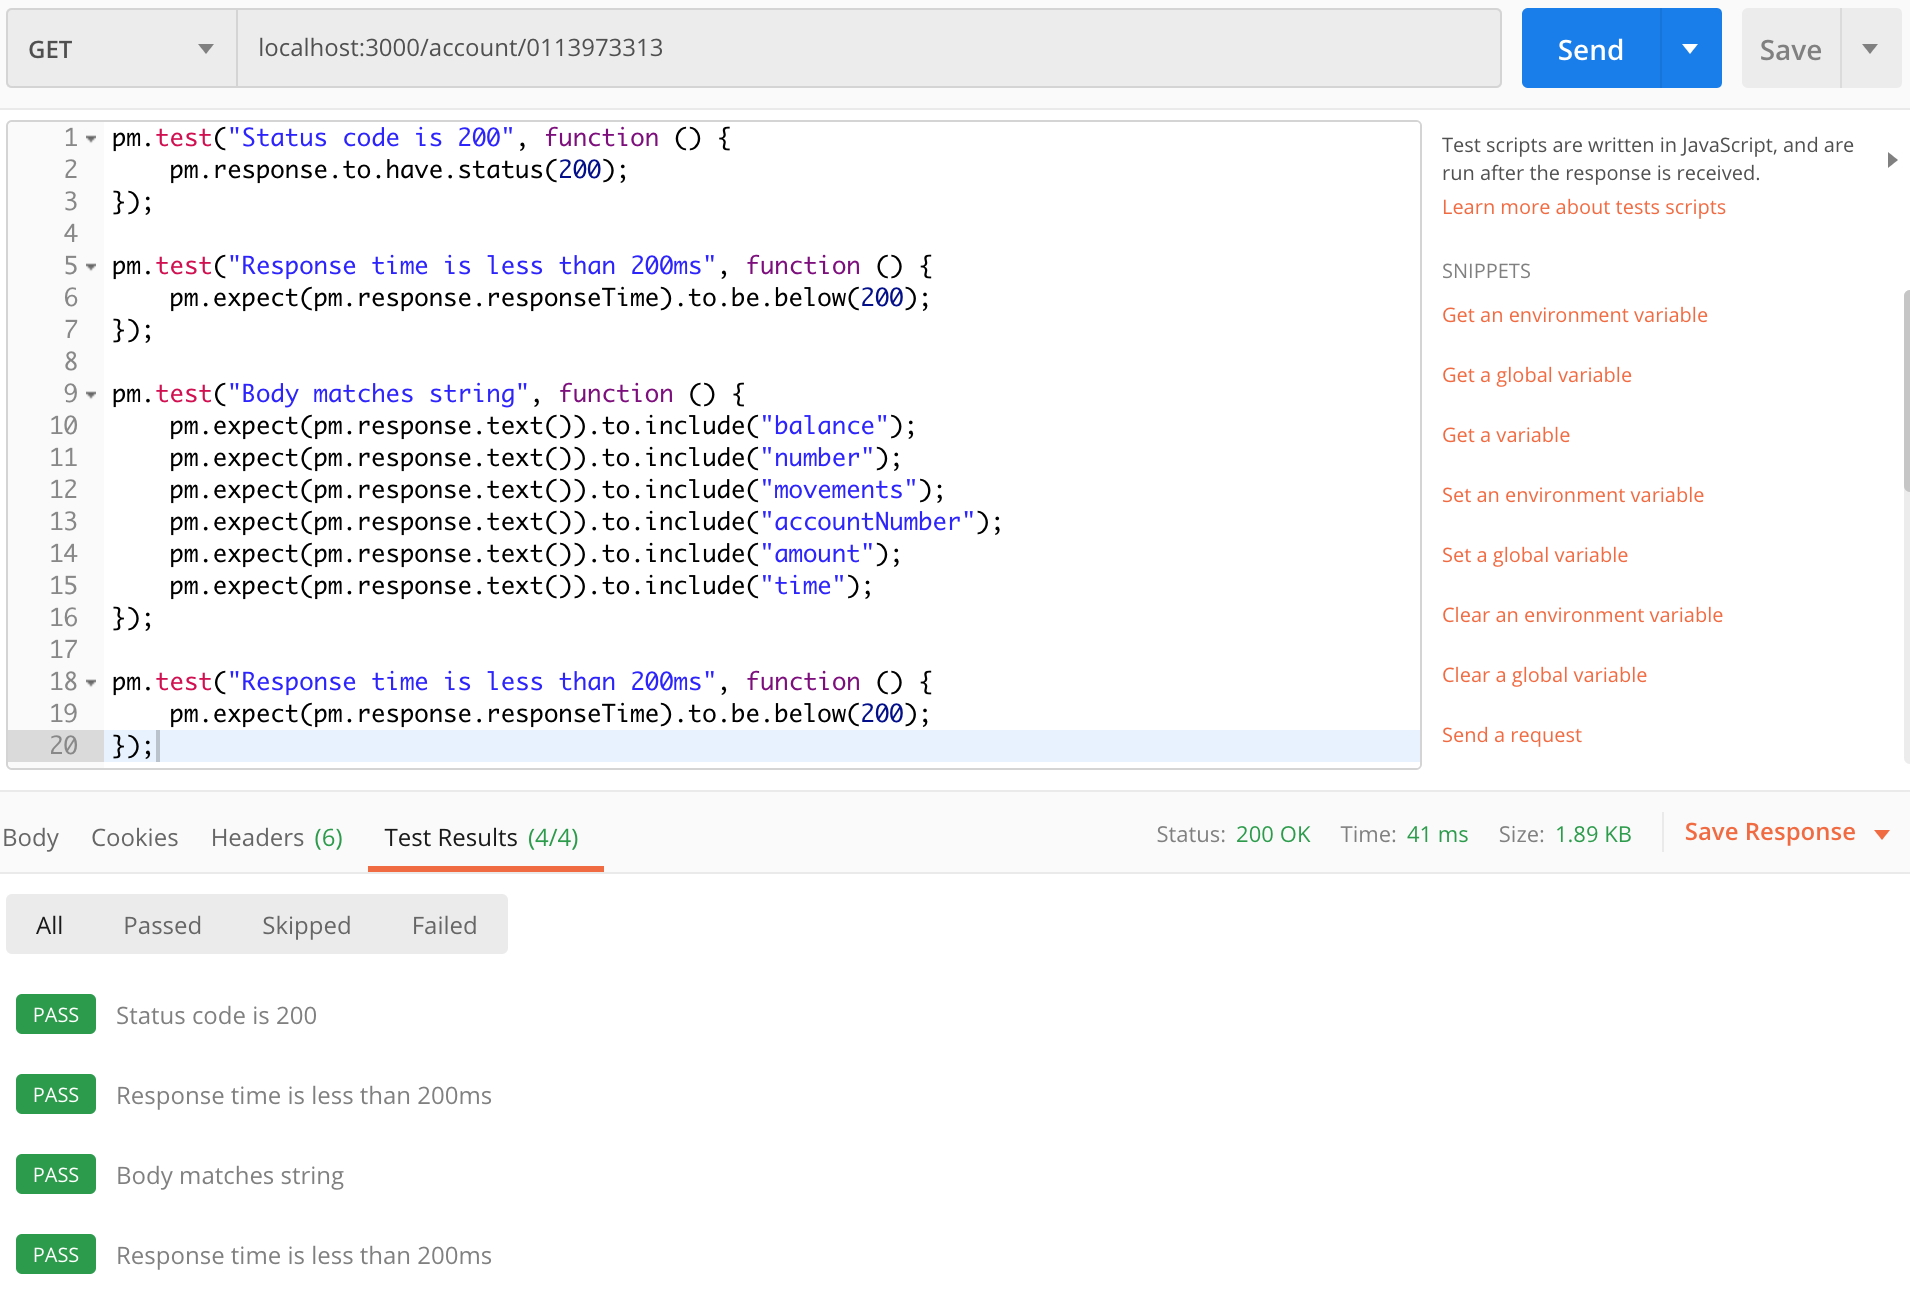 GET
localhost:3000/account/0113973313
Send
Save
1 pm.test("Status code is 200", function () {
2     pm.response.to.have.status(200);
3 });
4
5 pm.test("Response time is less than 200ms", function () {
6     pm.expect(pm.response.responseTime).to.be.below(200);
7 });
8
9 pm.test("Body matches string", function () {
10     pm.expect(pm.response.text()).to.include("balance");
11     pm.expect(pm.response.text()).to.include("number");
12     pm.expect(pm.response.text()).to.include("movements");
13     pm.expect(pm.response.text()).to.include("accountNumber");
14     pm.expect(pm.response.text()).to.include("amount");
15     pm.expect(pm.response.text()).to.include("time");
16 });
17
18 pm.test("Response time is less than 200ms", function () {
19     pm.expect(pm.response.responseTime).to.be.below(200);
20 });
Test scripts are written in JavaScript, and are
run after the response is received.
Learn more about tests scripts
SNIPPETS
Get an environment variable
Get a global variable
Get a variable
Set an environment variable
Set a global variable
Clear an environment variable
Clear a global variable
Send a request
Body Cookies Headers (6) Test Results (4/4) Status: 200 OK Time: 41 ms Size: 1.89 KB Save Response
All Passed Skipped Failed
PASS Status code is 200
PASS Response time is less than 200ms
PASS Body matches string
PASS Response time is less than 200ms